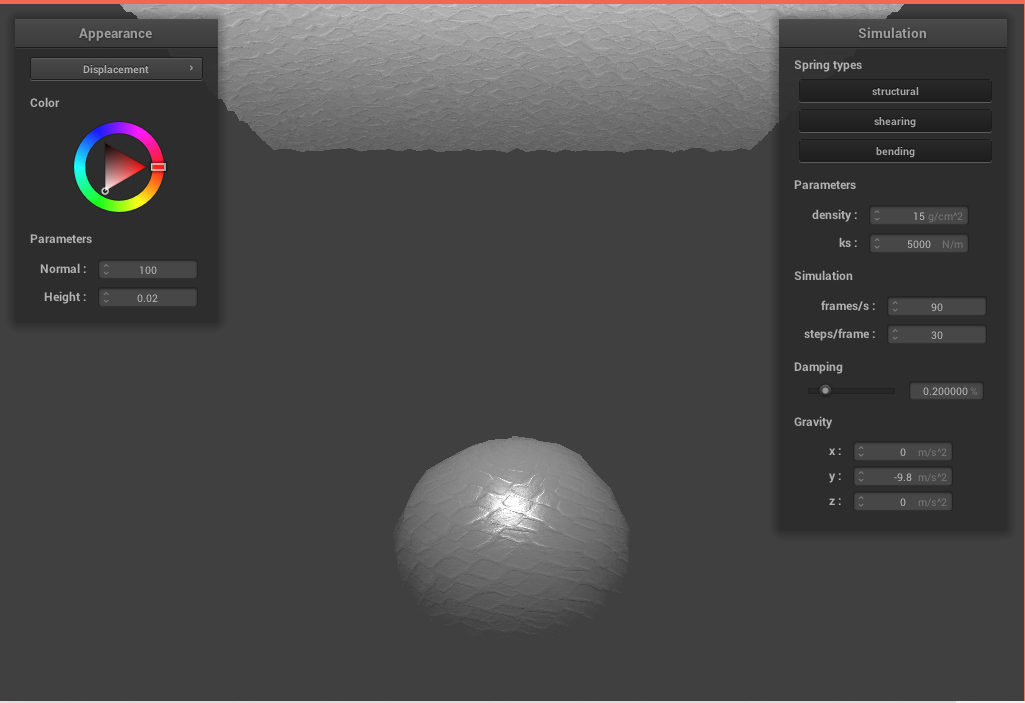 Appearance
Displacement
Color
Parameters
Normal : 100
Height : 0.02
Simulation
Spring types
structural
shearing
bending
Parameters
density : 15 g/cm^2
ks : 5000 N/m
Simulation
frames/s : 90
steps/frame : 30
Damping
0.200000 %
Gravity
x : 0 m/s^2
y : -9.8 m/s^2
z : 0 m/s^2